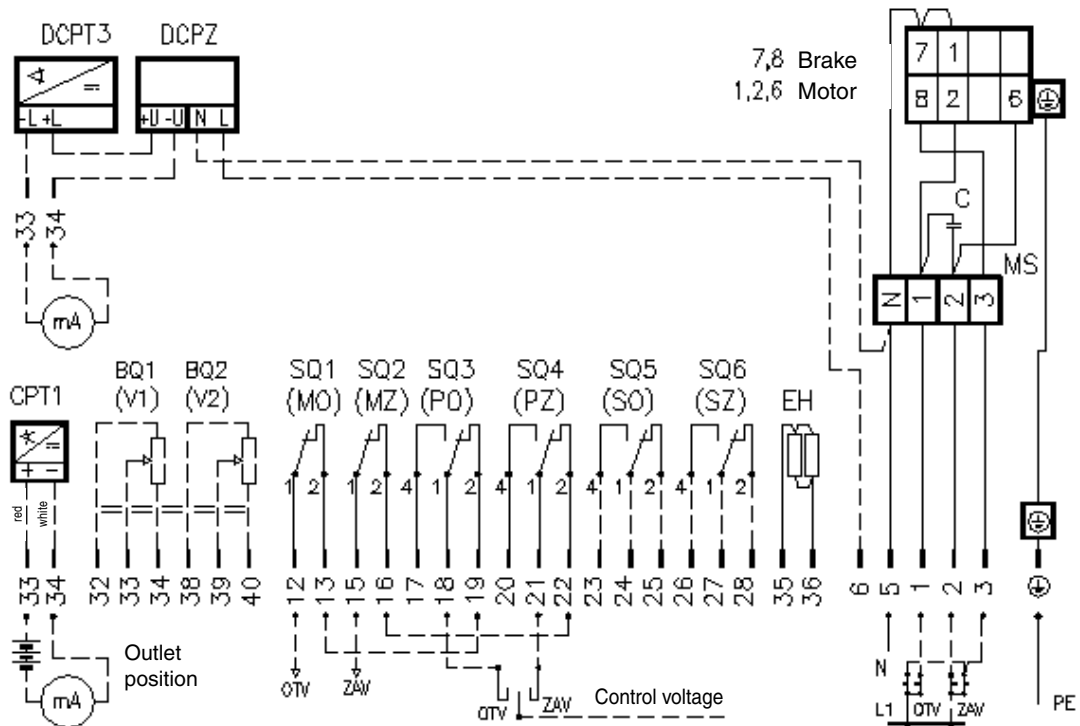 DCPT3 DCPZ
7,8 Brake
1,2,6 Motor
7 1
8 2 6
-L +L
+U -U N L
C
MS
33 34
mA
N 1 2 3
CPT1
BQ1 (V1)
BQ2 (V2)
SQ1 (MO)
SQ2 (MZ)
SQ3 (PO)
SQ4 (PZ)
SQ5 (SO)
SQ6 (SZ)
EH
+ -
red white
1 2 1 2 4 1 2 4 1 2 4 1 2 4 1 2
33 34 32 33 34 38 39 40 12 13 15 16 17 18 19 20 21 22 23 24 25 26 27 28 35 36 6 5 1 2 3
Outlet position
mA
OTV ZAV
OTV ZAV
Control voltage
N
L1 OTV ZAV
PE